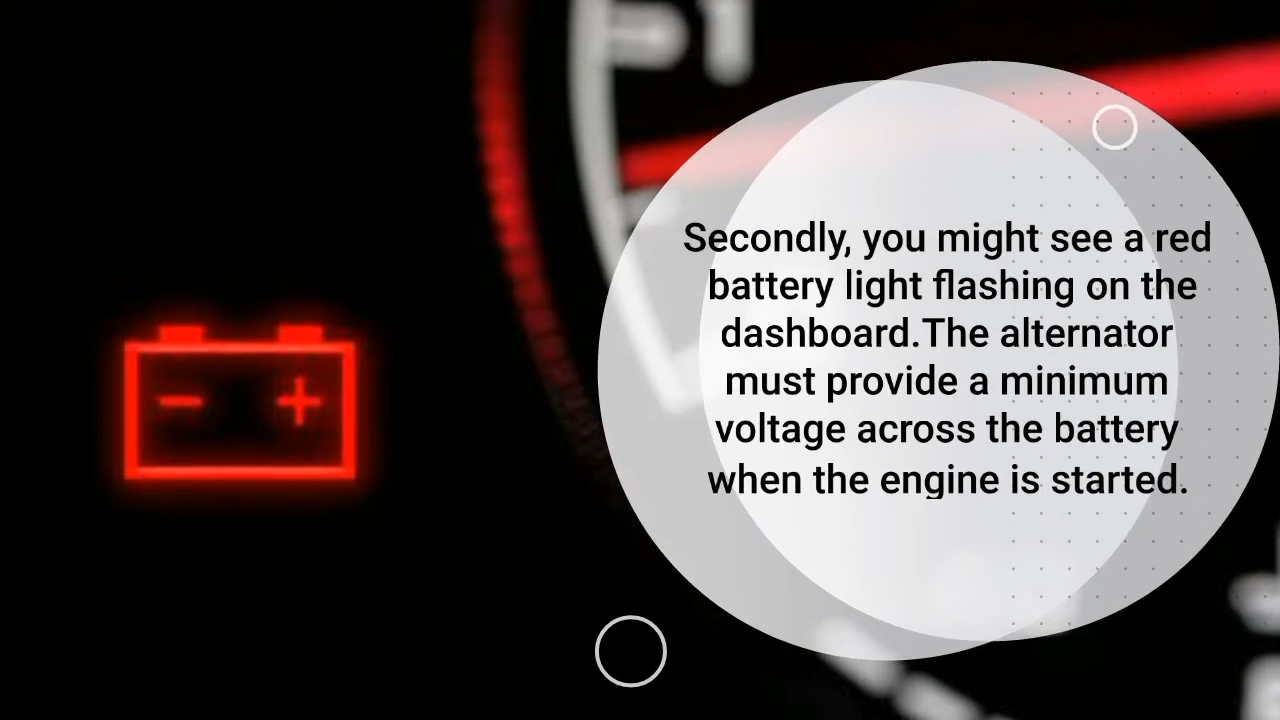 Secondly, you might see a red
battery light flashing on the
dashboard.The alternator
must provide a minimum
voltage across the battery
when the engine is started.